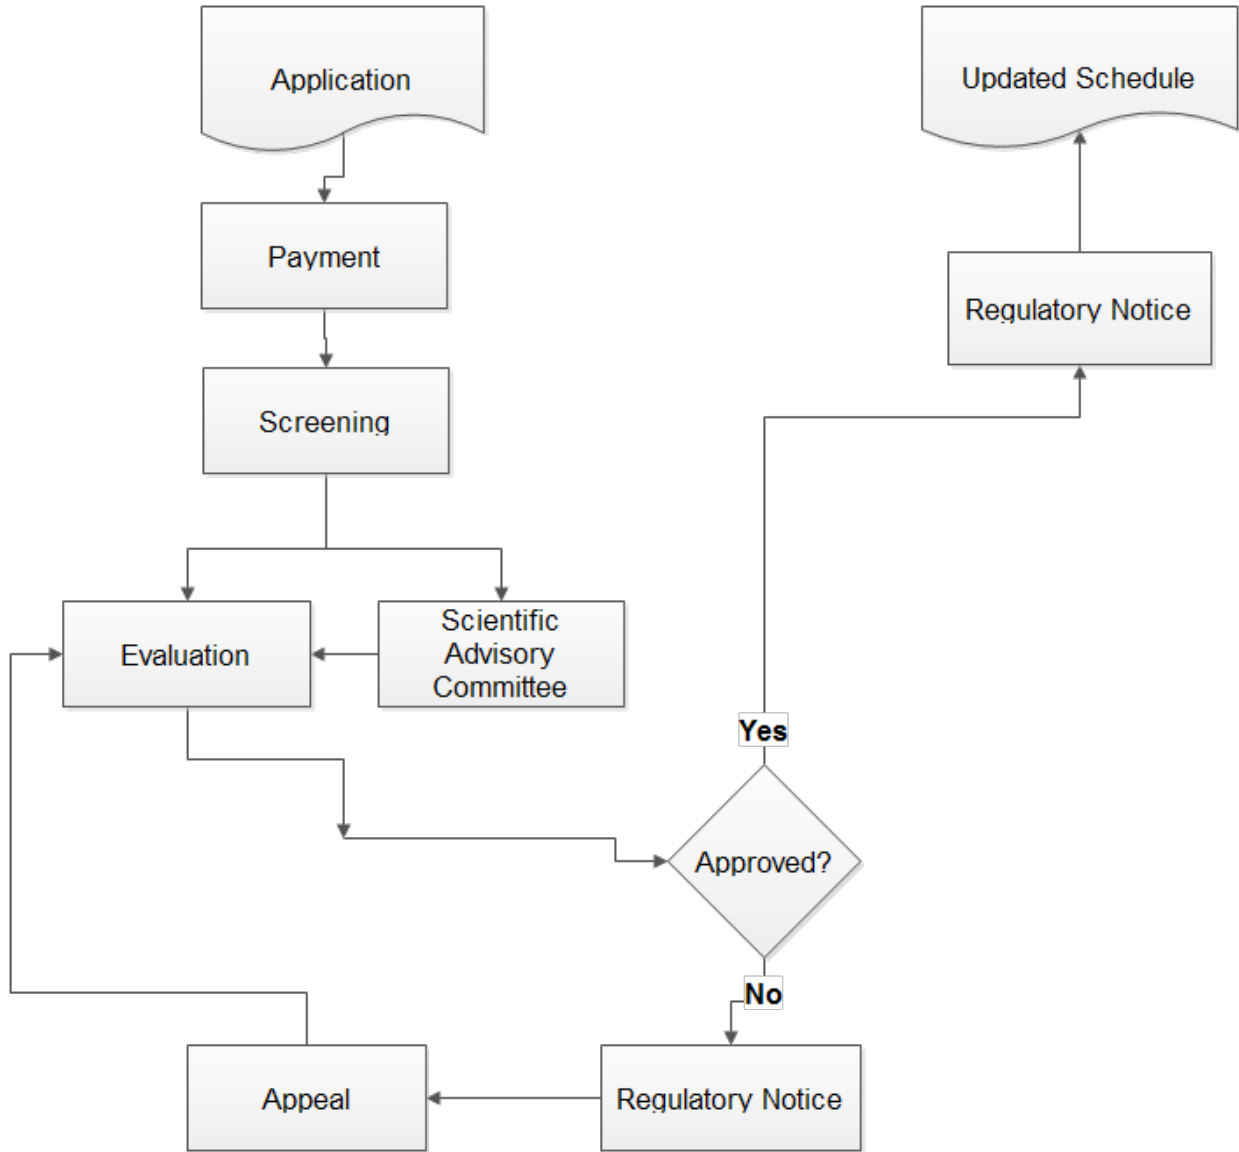 Application
Updated Schedule
Payment
Regulatory Notice
Screening
Evaluation
Scientific
Advisory
Committee
Yes
Approved?
No
Appeal
Regulatory Notice